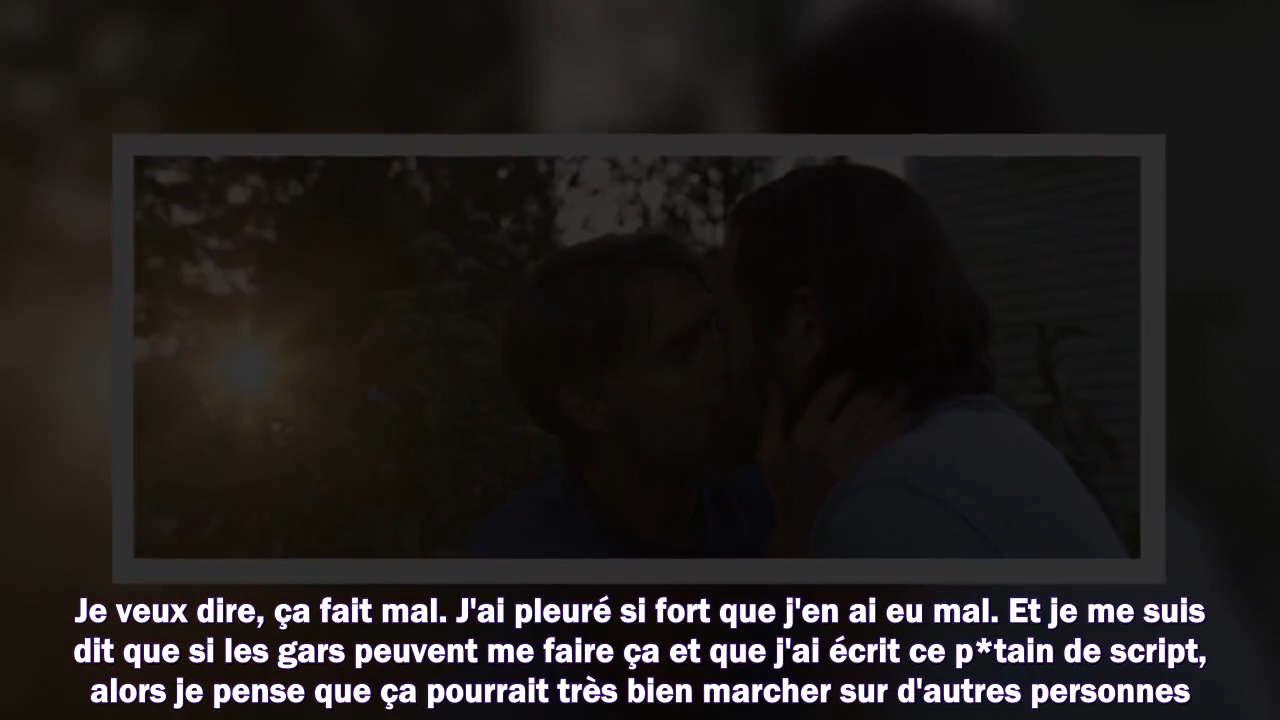 Je veux dire, ça fait mal. J'ai pleuré si fort que j'en ai eu mal. Et je me suis
dit que si les gars peuvent me faire ça et que j'ai écrit ce p*tain de script,
alors je pense que ça pourrait très bien marcher sur d'autres personnes